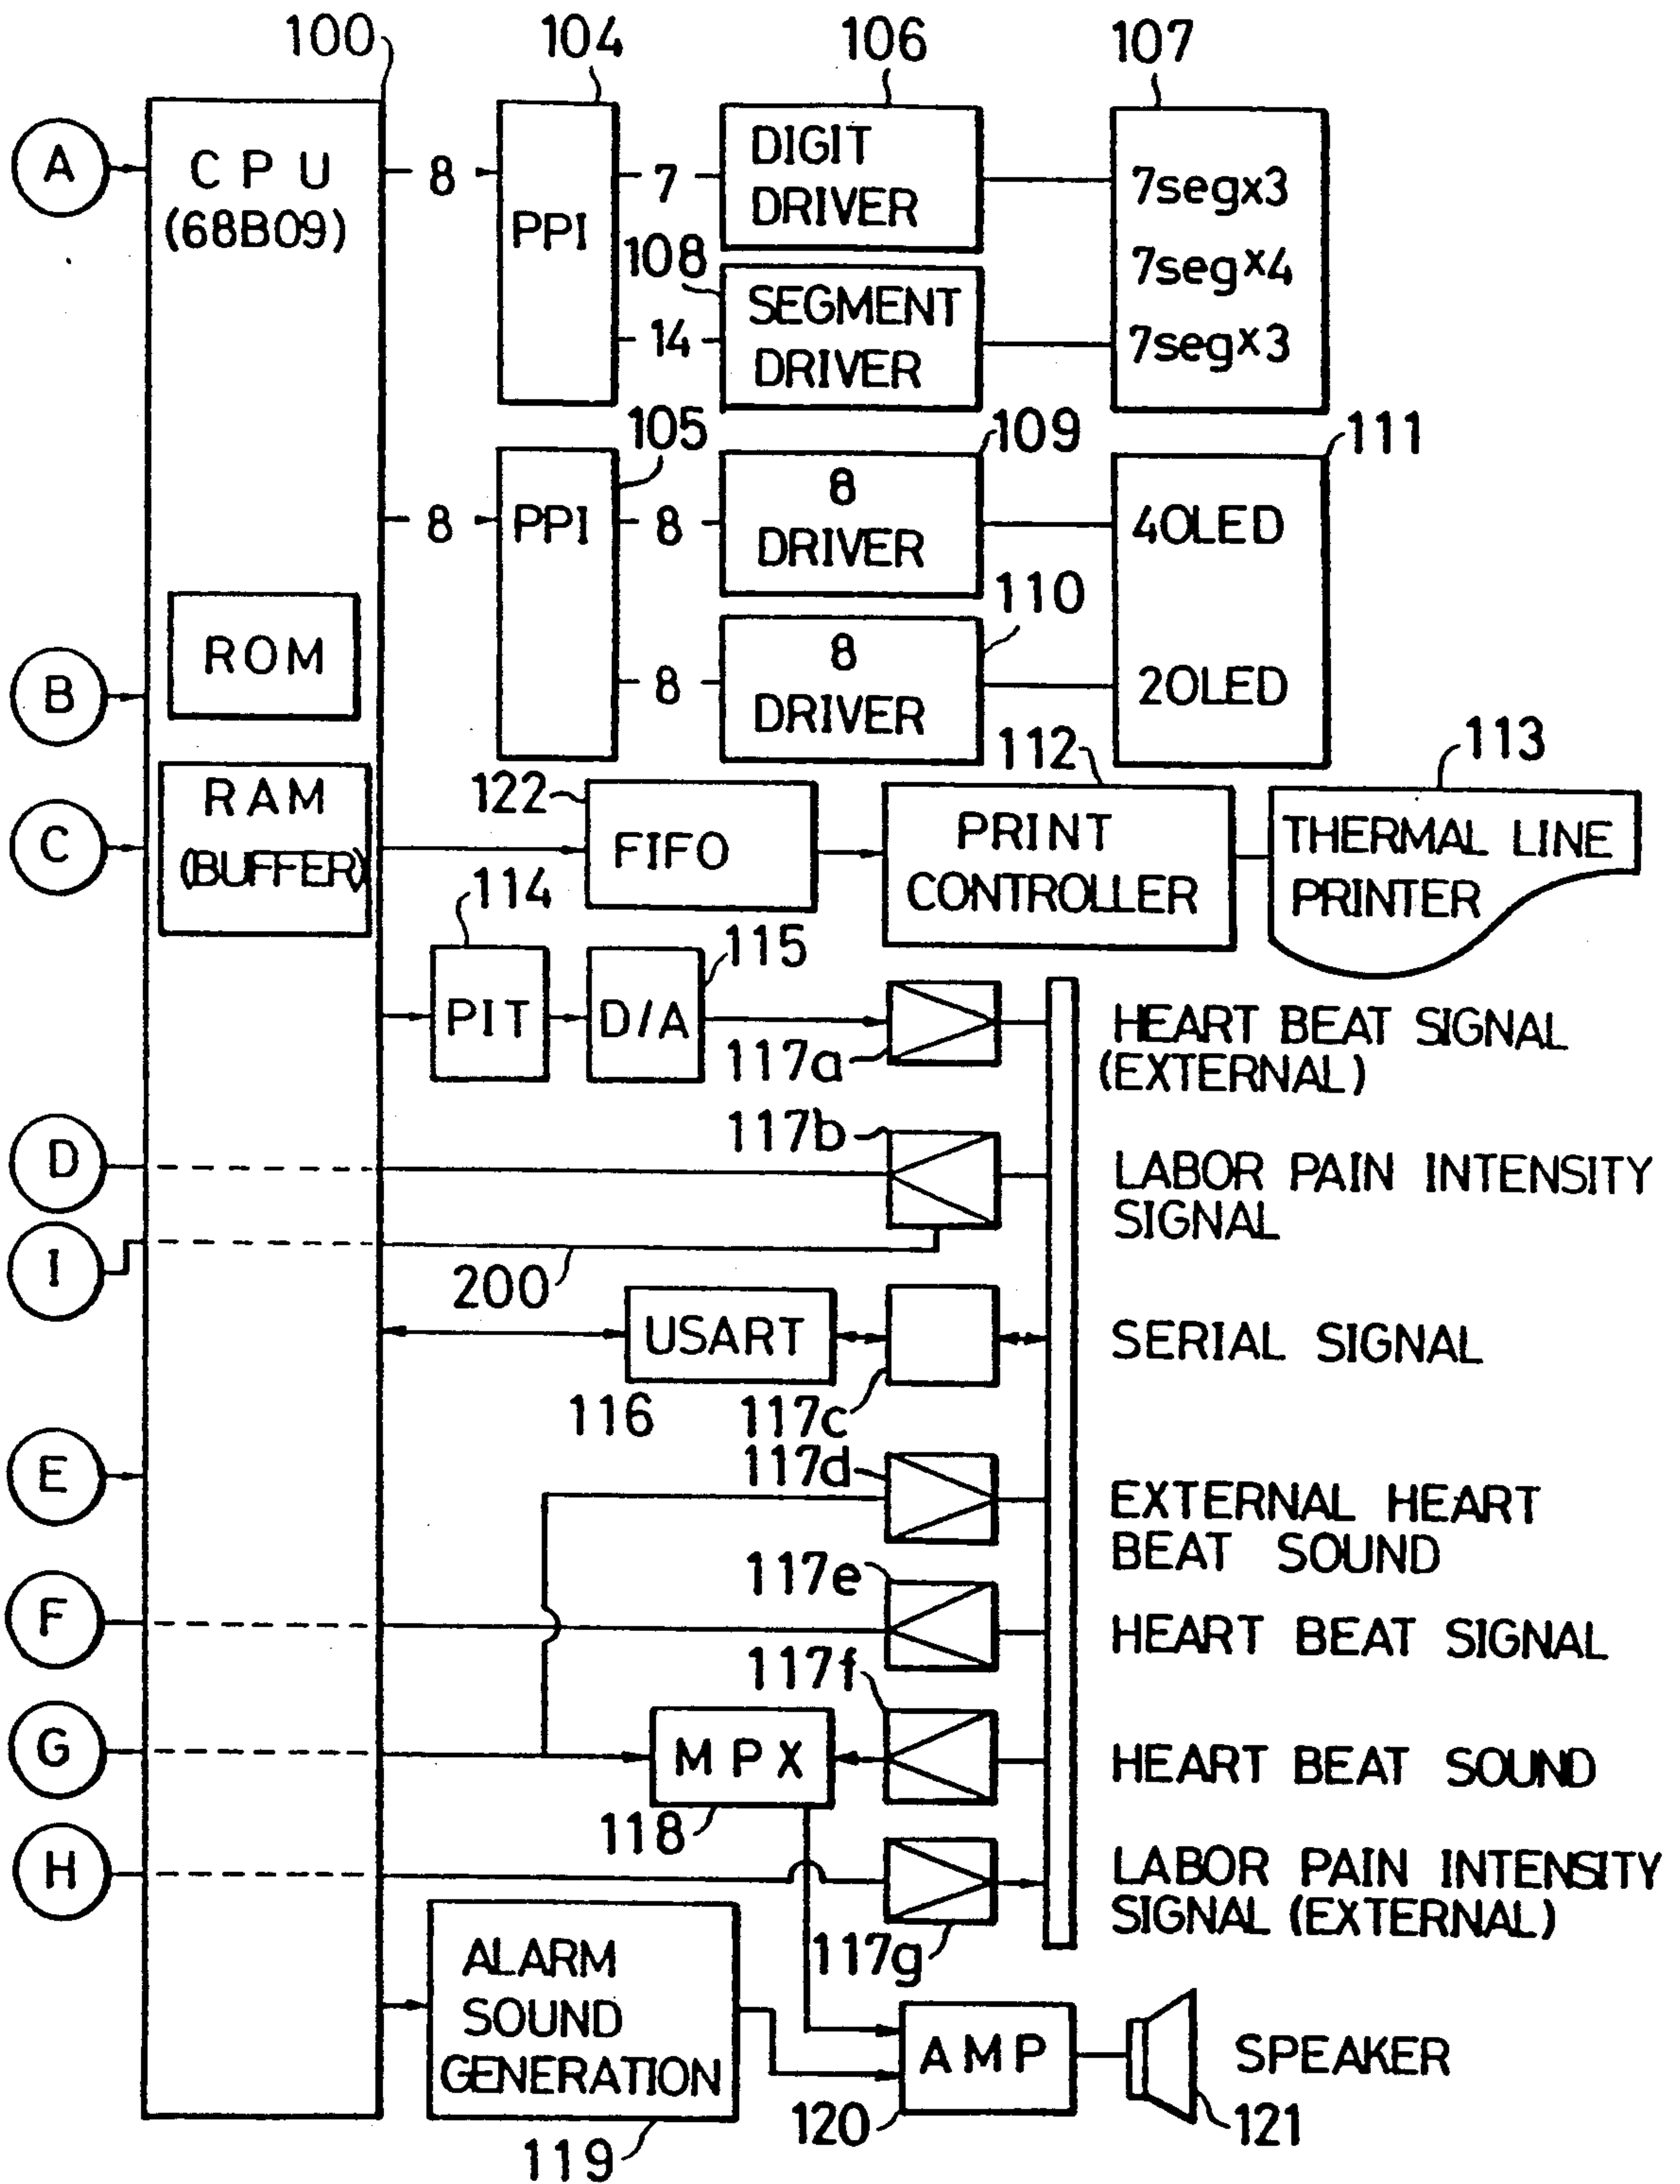 100
104
106
107
A
CPU
(68B09)
8
PPI
7
DIGIT
DRIVER
7segx3
7segx4
7segx3
108
14
SEGMENT
DRIVER
105
109
111
8
PPI
8
8
DRIVER
40LED
110
8
8
DRIVER
20LED
ROM
B
112
113
RAM
(BUFFER)
C
122
FIFO
PRINT
CONTROLLER
THERMAL LINE
PRINTER
114
115
PIT
D/A
117a
HEART BEAT SIGNAL
(EXTERNAL)
D
117b
LABOR PAIN INTENSITY
SIGNAL
I
200
USART
116
117c
SERIAL SIGNAL
E
117d
EXTERNAL HEART
BEAT SOUND
F
117e
HEART BEAT SIGNAL
G
MPX
118
117f
HEART BEAT SOUND
H
117g
LABOR PAIN INTENSITY
SIGNAL (EXTERNAL)
ALARM
SOUND
GENERATION
119
AMP
120
SPEAKER
121